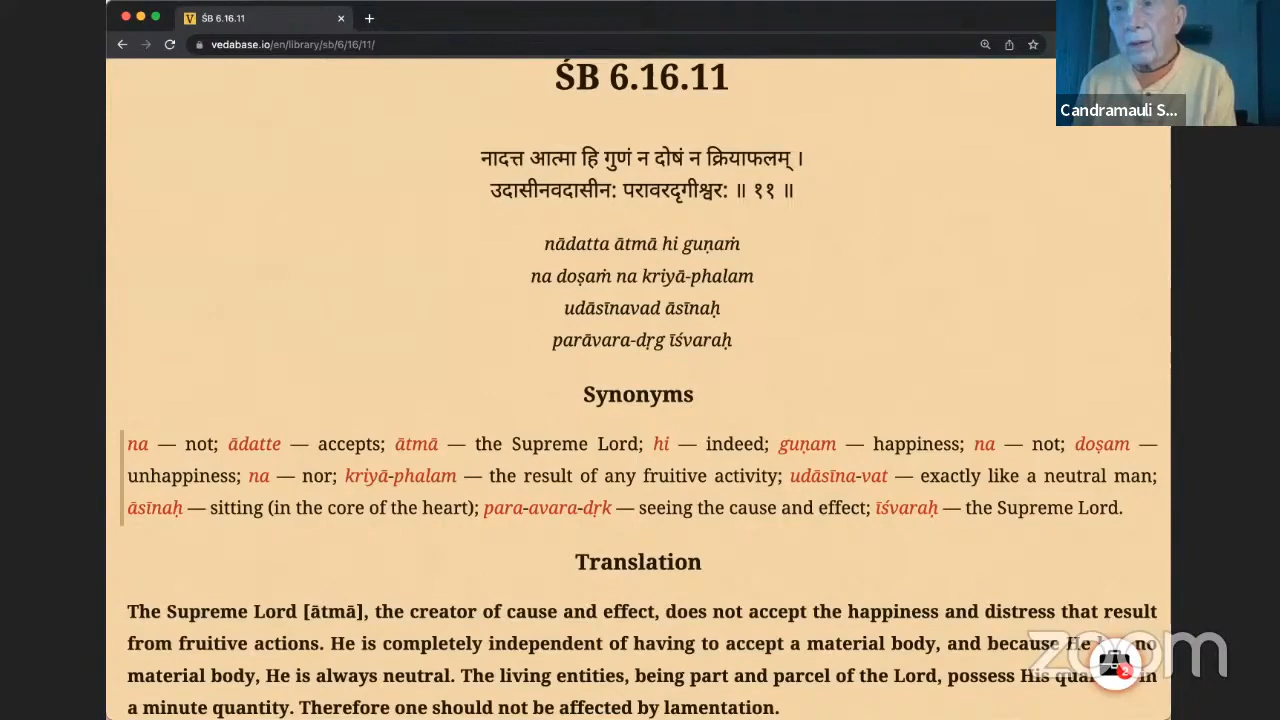 ŚB 6.16.11
vedabase.io/en/library/sb/6/16/11/
Candramauli S...
ŚB 6.16.11
नादत्त आत्मा हि गुणं न दोषं न क्रियाफलम् ।
उदासीनवदासीन: परावरदृगीश्वर: ॥ ११ ॥
nādatta ātmā hi guṇaṁ
na doṣaṁ na kriyā-phalam
udāsīnavad āsīnaḥ
parāvara-dṛg īśvaraḥ
Synonyms
na — not; ādatte — accepts; ātmā — the Supreme Lord; hi — indeed; guṇam — happiness; na — not; doṣam —
unhappiness; na — nor; kriyā-phalam — the result of any fruitive activity; udāsīna-vat — exactly like a neutral man;
āsīnaḥ — sitting (in the core of the heart); para-avara-dṛk — seeing the cause and effect; īśvaraḥ — the Supreme Lord.
Translation
The Supreme Lord [ātmā], the creator of cause and effect, does not accept the happiness and distress that result
from fruitive actions. He is completely independent of having to accept a material body, and because He no
material body, He is always neutral. The living entities, being part and parcel of the Lord, possess His in
a minute quantity. Therefore one should not be affected by lamentation.
zoom
2